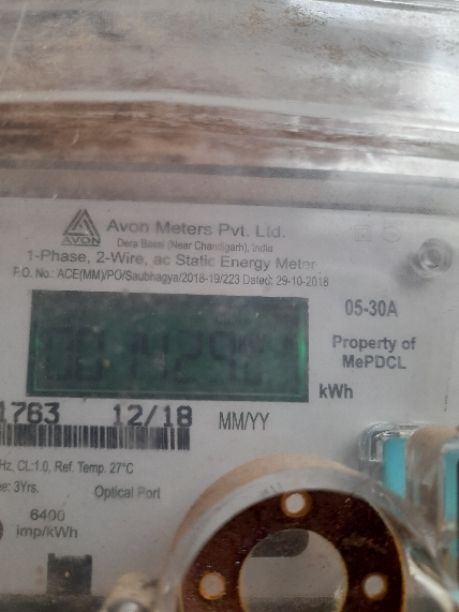 AVON
Avon Meters Pvt. Ltd.
Dera Bassi (Near Chandigarh), India
1-Phase, 2-Wire, ac Static Energy Meter
P.O. No.: ACE(MM)/PO/Saubhagya/2018-19/223 Dated: 29-10-2018
05-30A
Property of
MePDCL
kWh
1763 12/18 MM/YY
Hz, CL:1.0, Ref. Temp. 27°C
ee: 3Yrs.
Optical Port
6400
imp/kWh